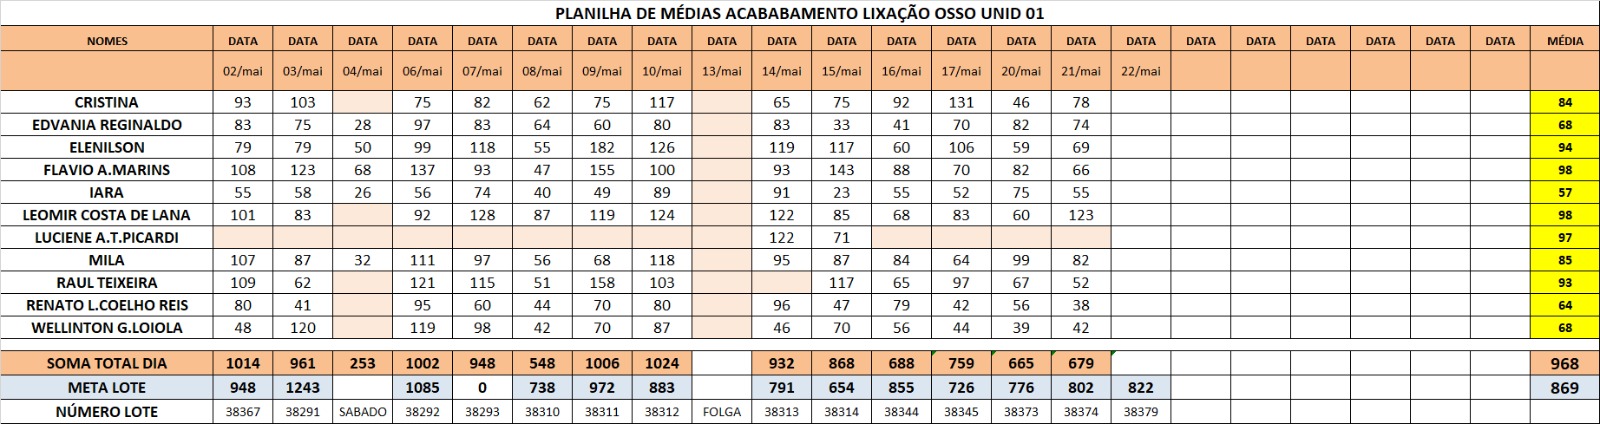 PLANILHA DE MÉDIAS ACABABAMENTO LIXAÇÃO OSSO UNID 01
NOMES DATA DATA DATA DATA DATA DATA DATA DATA DATA DATA DATA DATA DATA DATA DATA DATA DATA DATA DATA DATA DATA DATA MÉDIA
02/mai 03/mai 04/mai 06/mai 07/mai 08/mai 09/mai 10/mai 13/mai 14/mai 15/mai 16/mai 17/mai 20/mai 21/mai 22/mai
CRISTINA 93 103 75 82 62 75 117 65 75 92 131 46 78 84
EDVANIA REGINALDO 83 75 28 97 83 64 60 80 83 33 41 70 82 74 68
ELENILSON 79 79 50 99 118 55 182 126 119 117 60 106 59 69 94
FLAVIO A.MARINS 108 123 68 137 93 47 155 100 93 143 88 70 82 66 98
IARA 55 58 26 56 74 40 49 89 91 23 55 52 75 55 57
LEOMIR COSTA DE LANA 101 83 92 128 87 119 124 122 85 68 83 60 123 98
LUCIENE A.T.PICARDI 122 71 97
MILA 107 87 32 111 97 56 68 118 95 87 84 64 99 82 85
RAUL TEIXEIRA 109 62 121 115 51 158 103 117 65 97 67 52 93
RENATO L.COELHO REIS 80 41 95 60 44 70 80 96 47 79 42 56 38 64
WELLINTON G.LOIOLA 48 120 119 98 42 70 87 46 70 56 44 39 42 68
SOMA TOTAL DIA 1014 961 253 1002 948 548 1006 1024 932 868 688 759 665 679 968
META LOTE 948 1243 1085 0 738 972 883 791 654 855 726 776 802 822 869
NÚMERO LOTE 38367 38291 SABADO 38292 38293 38310 38311 38312 FOLGA 38313 38314 38344 38345 38373 38374 38379